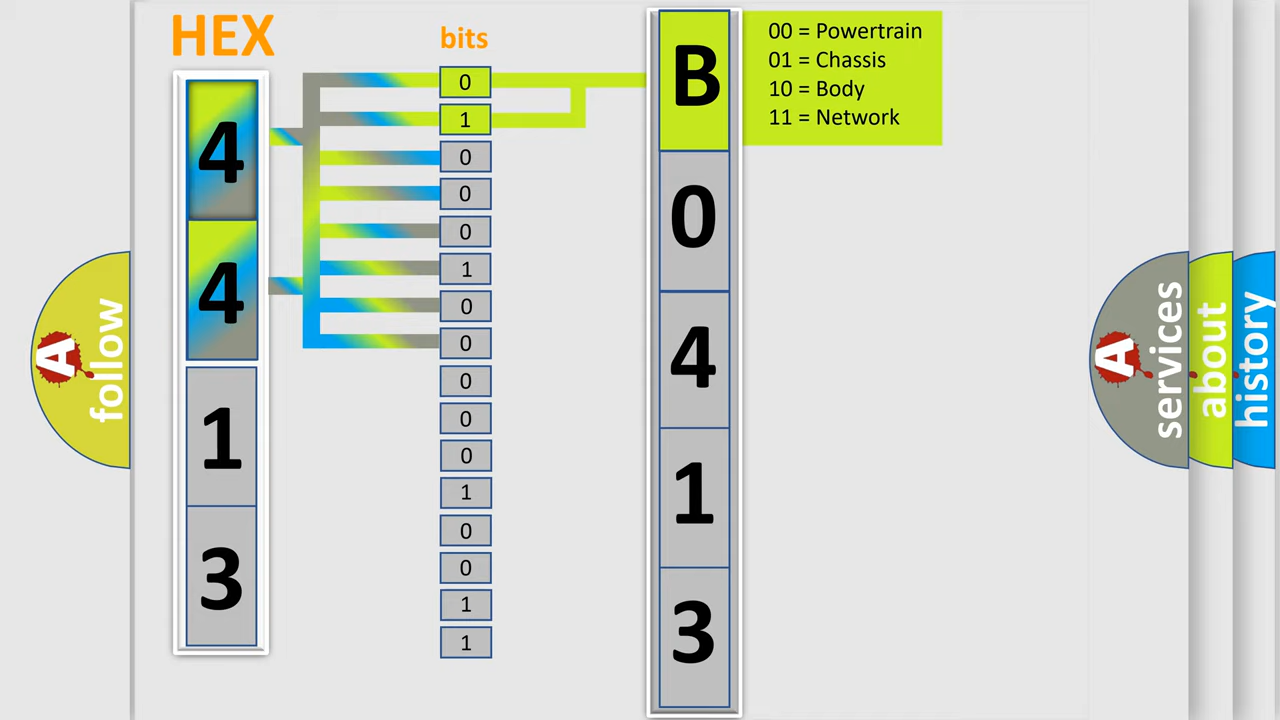 HEX
4
4
1
3
bits
0
1
0
0
0
1
0
0
0
0
0
1
0
0
1
1
B
0
4
1
3
00 = Powertrain
01 = Chassis
10 = Body
11 = Network
A
follow
A
services
about
history